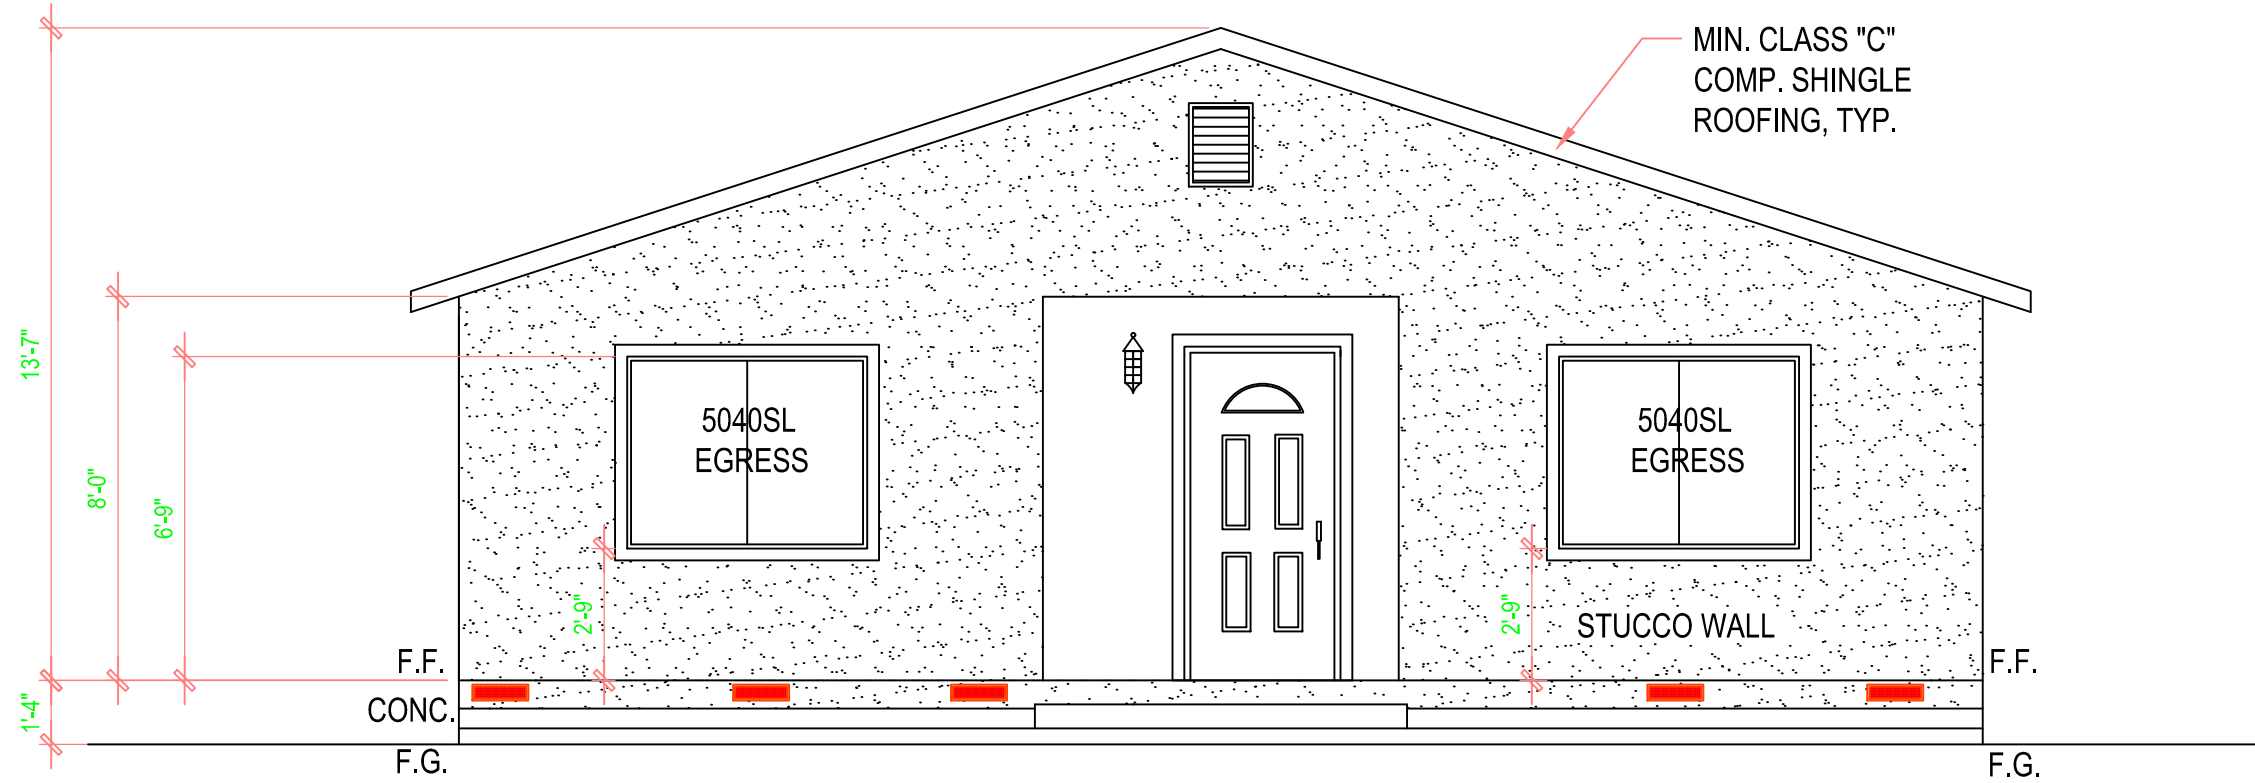 MIN. CLASS "C"
COMP. SHINGLE
ROOFING, TYP.
13'-7"
8'-0"
6'-9"
5040SL
EGRESS
5040SL
EGRESS
2'-9"
2'-9"
STUCCO WALL
F.F.
F.F.
CONC.
1'-4"
F.G.
F.G.